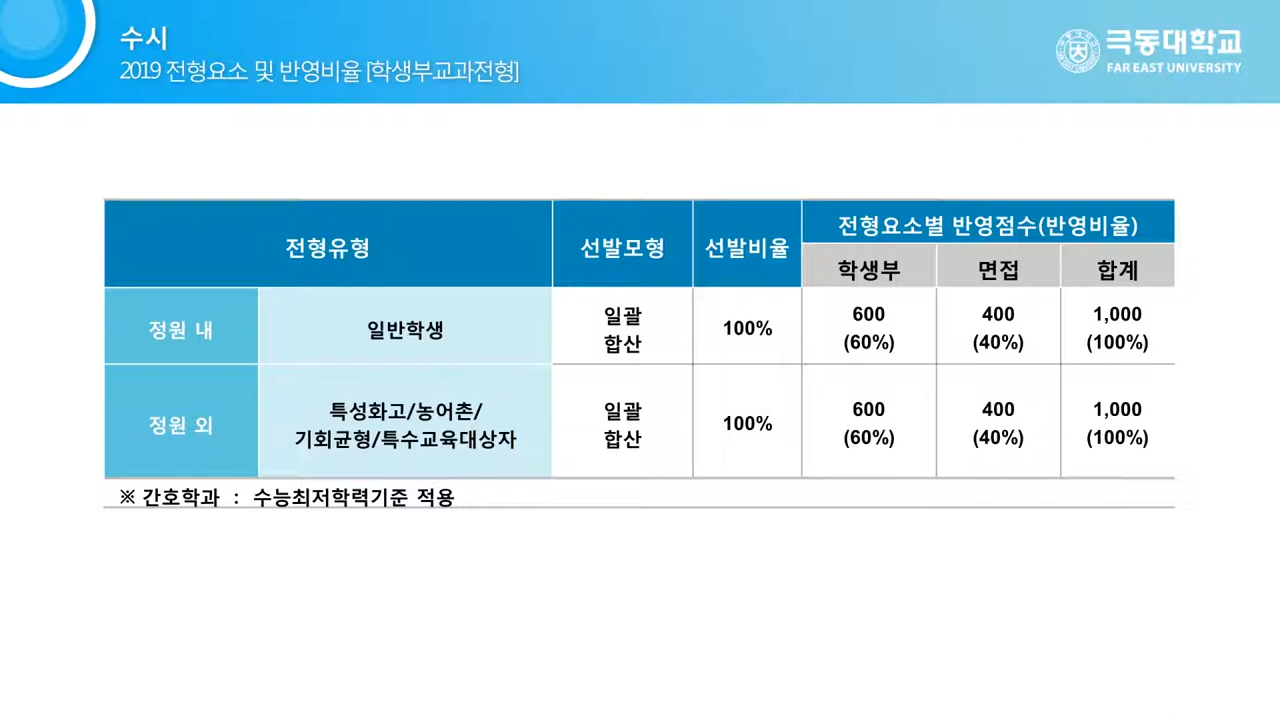 수시
2019 전형요소 및 반영비율 [학생부교과전형]
극동대학교
FAR EAST UNIVERSITY
전형유형
선발모형
선발비율
전형요소별 반영점수(반영비율)
학생부
면접
합계
정원 내
일반학생
일괄
합산
100%
600
(60%)
400
(40%)
1,000
(100%)
정원 외
특성화고/농어촌/
기회균형/특수교육대상자
일괄
합산
100%
600
(60%)
400
(40%)
1,000
(100%)
※ 간호학과 : 수능최저학력기준 적용